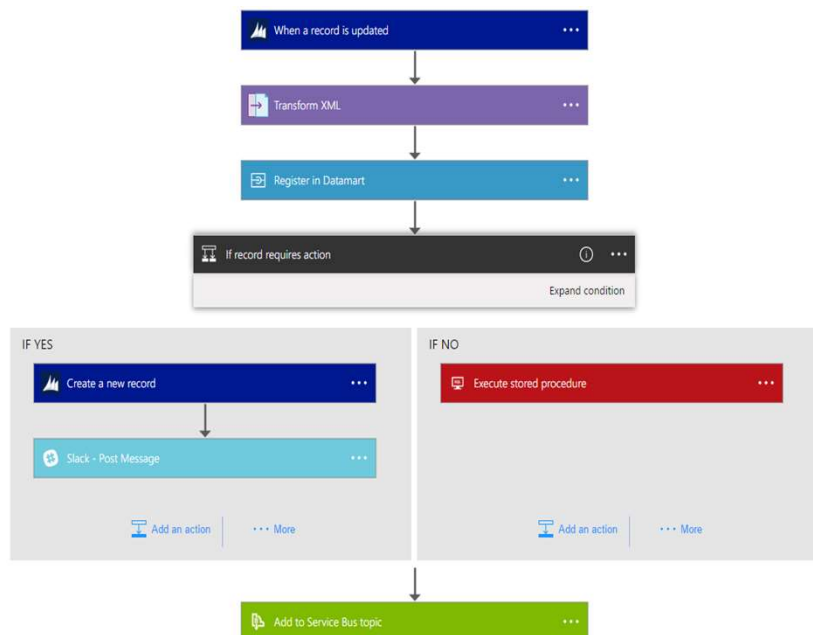 When a record is updated
Transform XML
Register in Datamart
If record requires action
Expand condition
IF YES
Create a new record
Slack - Post Message
Add an action
More
IF NO
Execute stored procedure
Add an action
More
Add to Service Bus topic